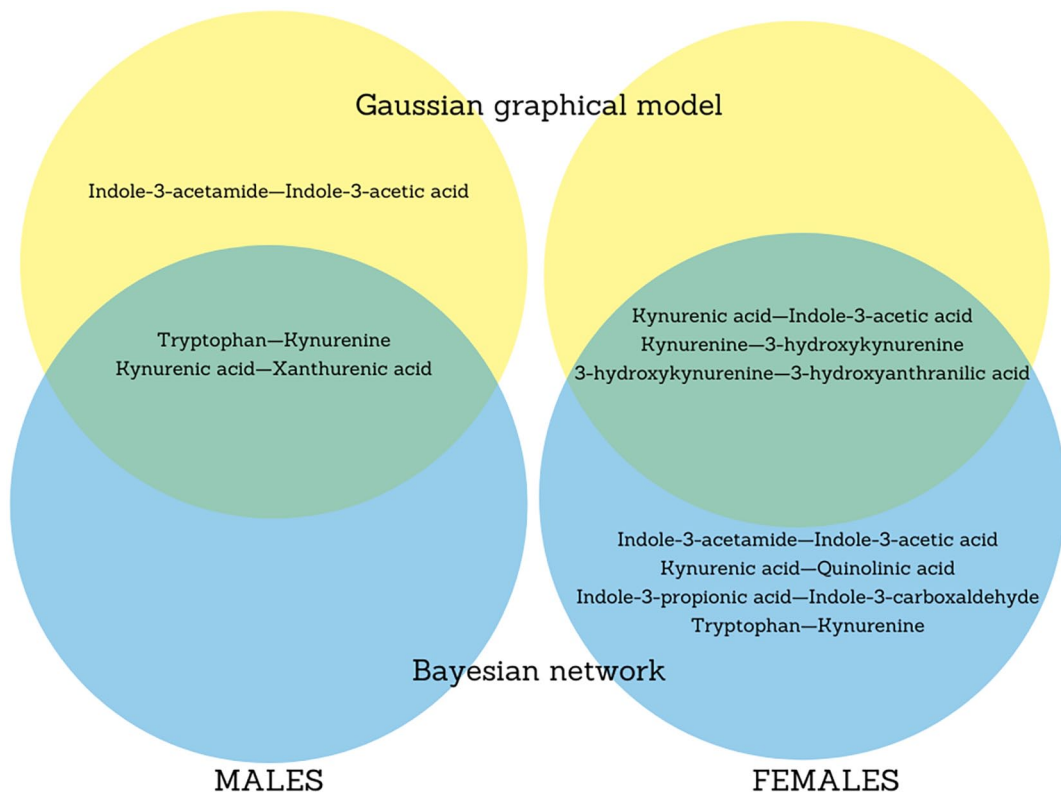 Gaussian graphical model
Indole-3-acetamide—Indole-3-acetic acid
Tryptophan—Kynurenine
Kynurenic acid—Xanthurenic acid
Kynurenic acid—Indole-3-acetic acid
Kynurenine—3-hydroxykynurenine
3-hydroxykynurenine—3-hydroxyanthranilic acid
Indole-3-acetamide—Indole-3-acetic acid
Kynurenic acid—Quinolinic acid
Indole-3-propionic acid—Indole-3-carboxaldehyde
Tryptophan—Kynurenine
Bayesian network
MALES
FEMALES